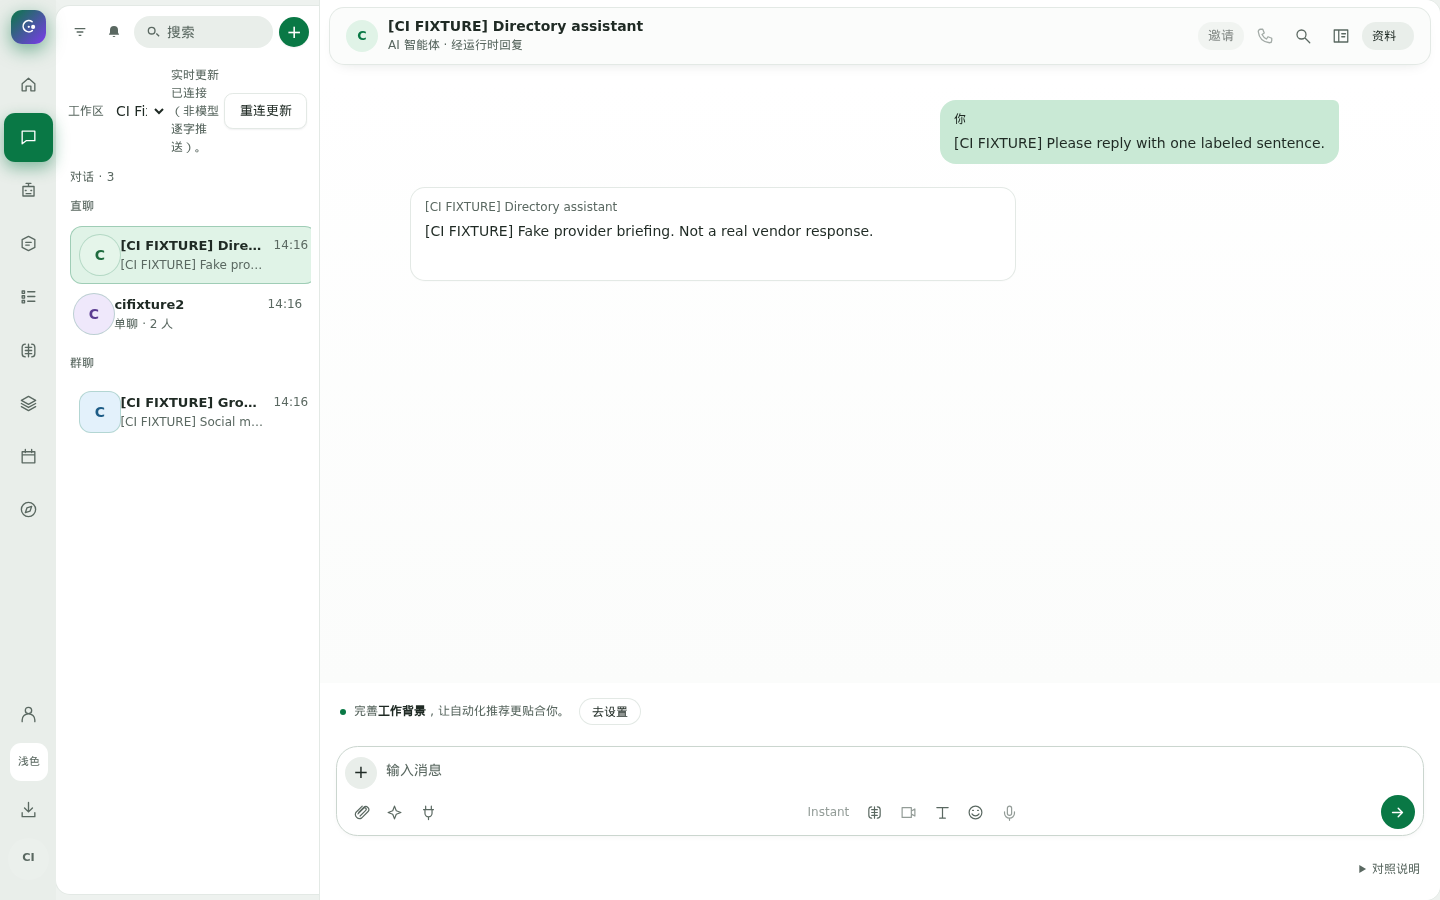 搜索
工作区
CI Fi
实时更新
已连接
（非模型
逐字推
送）。
重连更新
对话 · 3
直聊
C
[CI FIXTURE] Dire…
14:16
[CI FIXTURE] Fake pro…
C
cifixture2
14:16
单聊 · 2 人
群聊
C
[CI FIXTURE] Gro…
14:16
[CI FIXTURE] Social m…
浅色
CI
C
[CI FIXTURE] Directory assistant
AI 智能体 · 经运行时回复
邀请
资料
你
[CI FIXTURE] Please reply with one labeled sentence.
[CI FIXTURE] Directory assistant
[CI FIXTURE] Fake provider briefing. Not a real vendor response.
完善工作背景，让自动化推荐更贴合你。
去设置
输入消息
Instant
对照说明